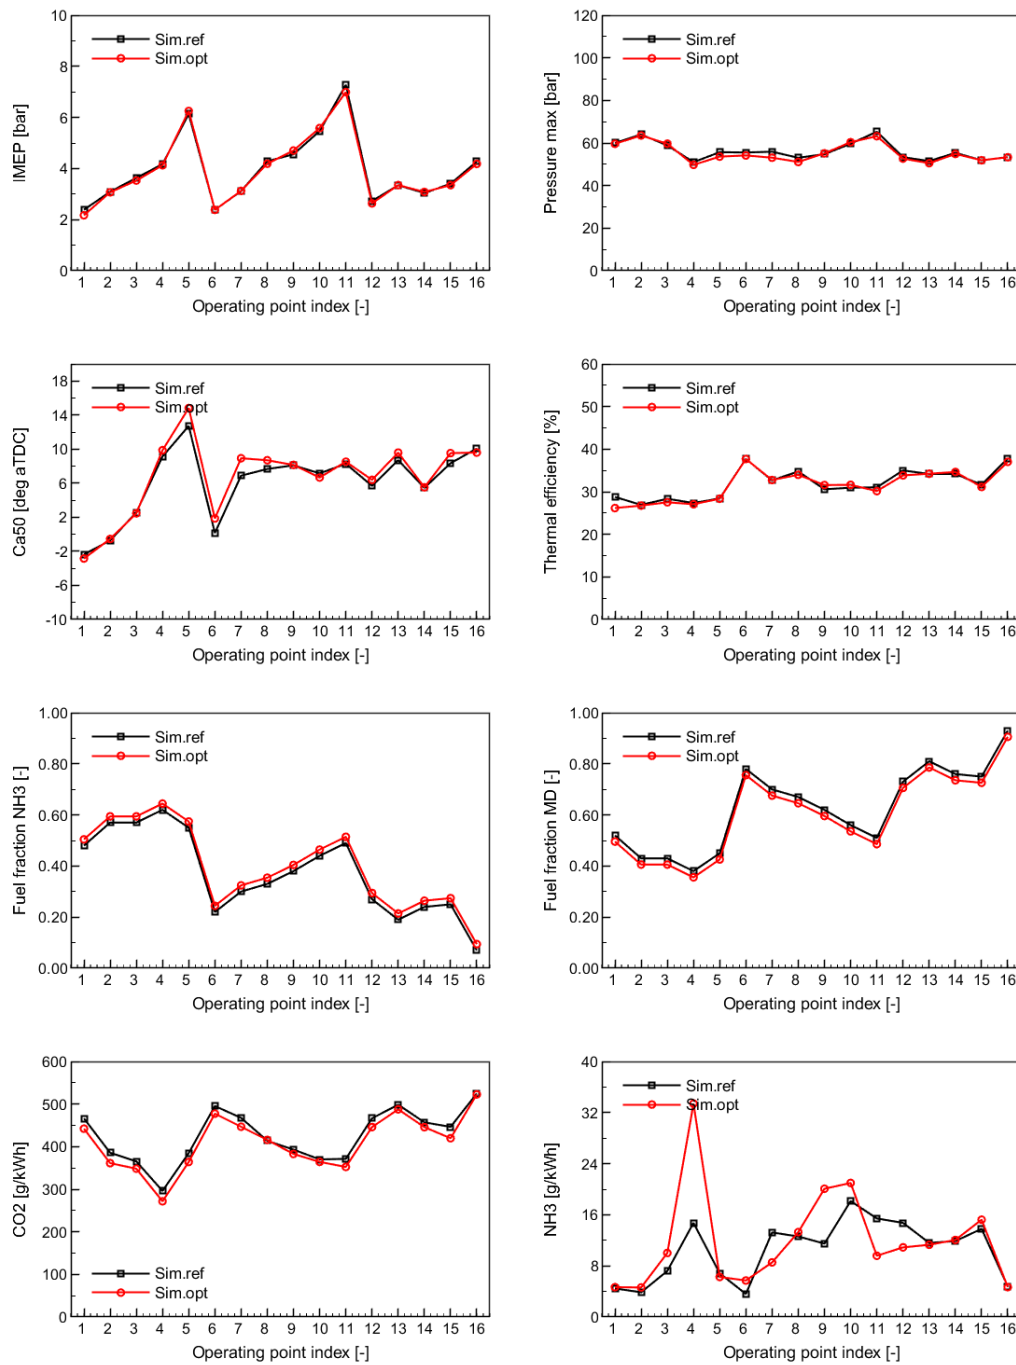 10
8
6
4
2
0
IMEP [bar]
Sim.ref
Sim.opt
1 2 3 4 5 6 7 8 9 10 11 12 13 14 15 16
Operating point index [-]
120
100
80
60
40
20
0
Pressure max [bar]
Sim.ref
Sim.opt
1 2 3 4 5 6 7 8 9 10 11 12 13 14 15 16
Operating point index [-]
18
14
10
6
2
-2
-6
-10
Ca50 [deg aTDC]
Sim.ref
Sim.opt
1 2 3 4 5 6 7 8 9 10 11 12 13 14 15 16
Operating point index [-]
60
50
40
30
20
10
0
Thermal efficiency [%]
Sim.ref
Sim.opt
1 2 3 4 5 6 7 8 9 10 11 12 13 14 15 16
Operating point index [-]
1.00
0.80
0.60
0.40
0.20
0.00
Fuel fraction NH3 [-]
Sim.ref
Sim.opt
1 2 3 4 5 6 7 8 9 10 11 12 13 14 15 16
Operating point index [-]
1.00
0.80
0.60
0.40
0.20
0.00
Fuel fraction MD [-]
Sim.ref
Sim.opt
1 2 3 4 5 6 7 8 9 10 11 12 13 14 15 16
Operating point index [-]
600
500
400
300
200
100
0
CO2 [g/kWh]
Sim.ref
Sim.opt
1 2 3 4 5 6 7 8 9 10 11 12 13 14 15 16
Operating point index [-]
40
32
24
16
8
0
NH3 [g/kWh]
Sim.ref
Sim.opt
1 2 3 4 5 6 7 8 9 10 11 12 13 14 15 16
Operating point index [-]